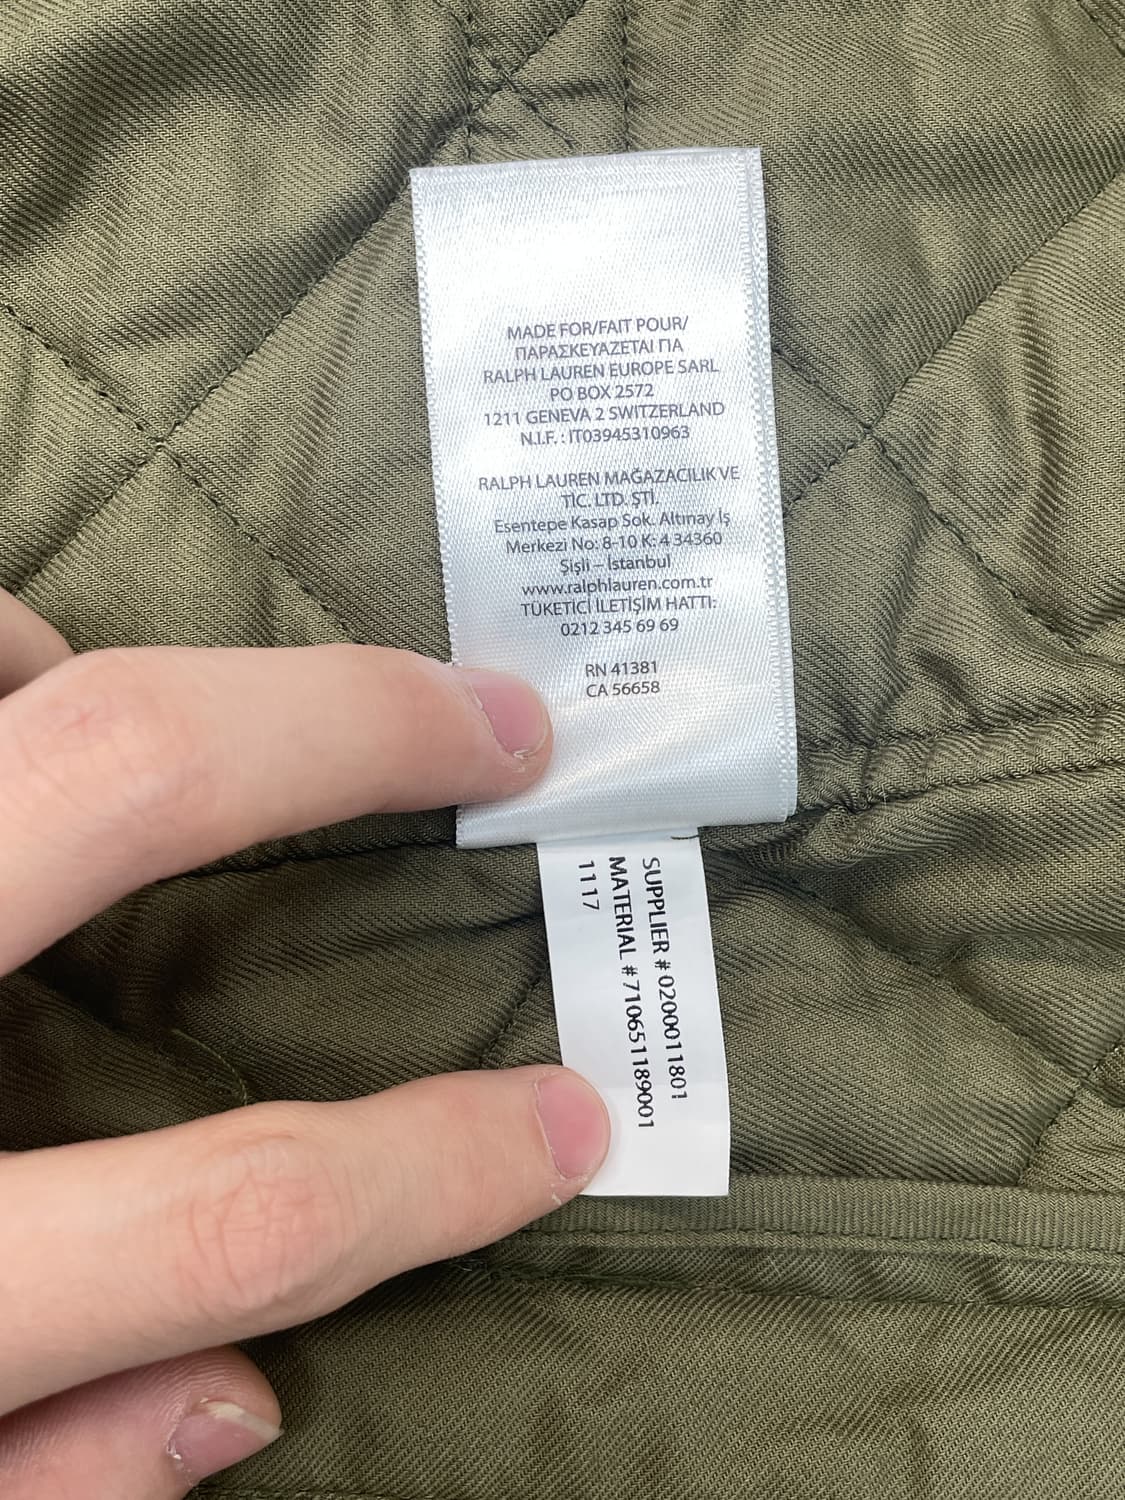 MADE FOR/FAIT POUR/
ΠΑΡΑΣΚΕΥΑΖΕΤΑΙ ΓΙΑ
RALPH LAUREN EUROPE SARL
PO BOX 2572
1211 GENEVA 2 SWITZERLAND
N.I.F. : IT03945310963
RALPH LAUREN MAĞAZACILIK VE
TİC. LTD. ŞTİ.
Esentepe Kasap Sok. Altınay İş
Merkezi No: 8-10 K: 4 34360
Şişli – İstanbul
www.ralphlauren.com.tr
TÜKETİCİ İLETİŞİM HATTI:
0212 345 69 69
RN 41381
CA 56658
SUPPLIER # 0200011801
MATERIAL # 710651189001
1117